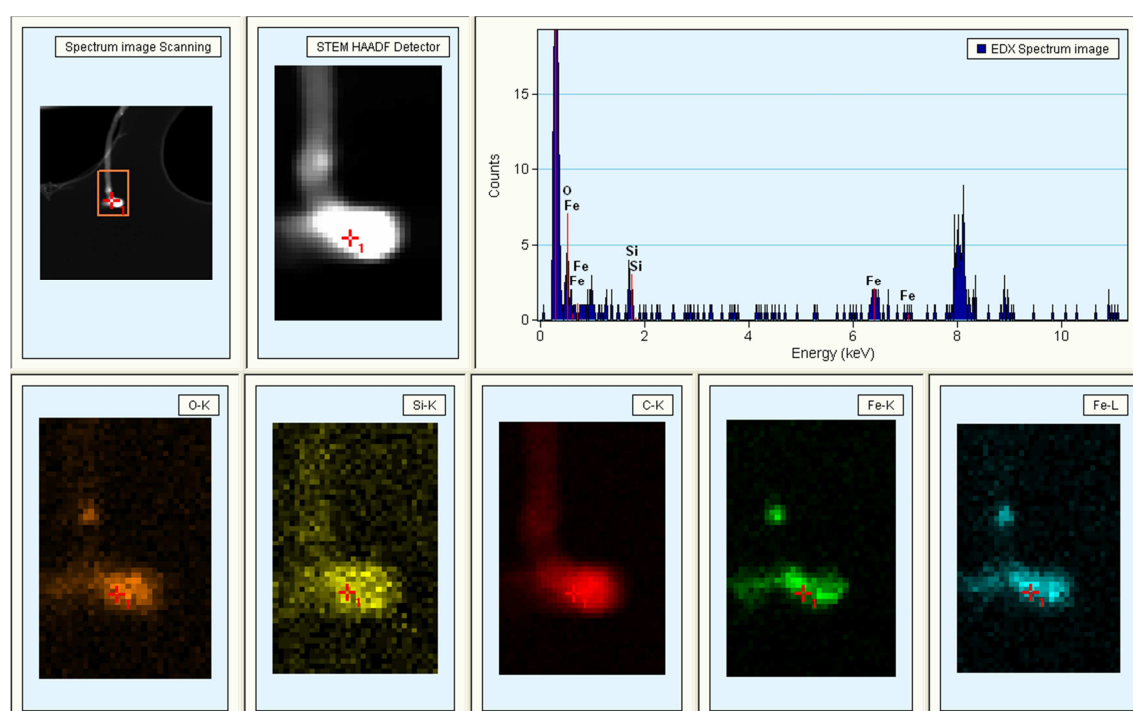 Spectrum image Scanning
1
STEM HAADF Detector
1
EDX Spectrum image
Counts
15
10
5
0
O
Fe
Fe
Fe
Si
Si
Fe
Fe
0 2 4 6 8 10
Energy (keV)
O-K
1
Si-K
1
C-K
1
Fe-K
1
Fe-L
1